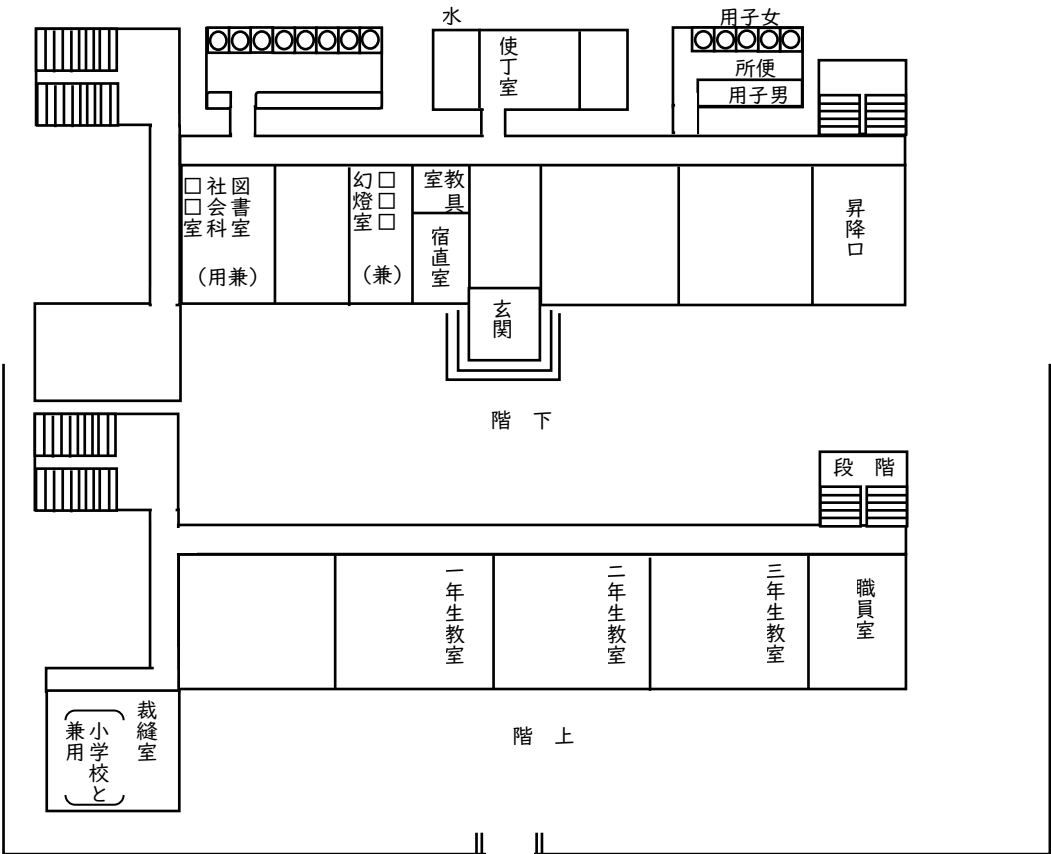 水
使丁室
女子用
便所
男子用
図書室
社会科
□□室
（兼用）
□□□
幻燈室
（兼）
教具
室
宿直室
玄関
昇降口
階 下
階 段
一年生教室
二年生教室
三年生教室
職員室
裁縫室
（小学校と
兼用）
階 上